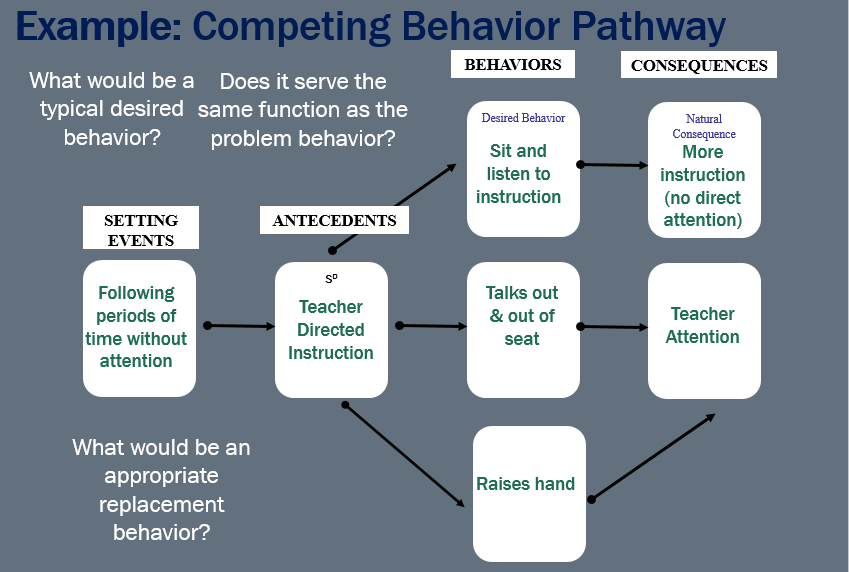 Example: Competing Behavior Pathway
What would be a
typical desired
behavior?
Does it serve the
same function as the
problem behavior?
BEHAVIORS
CONSEQUENCES
Desired Behavior
Sit and
listen to
instruction
Natural
Consequence
More
instruction
(no direct
attention)
SETTING
EVENTS
ANTECEDENTS
Following
periods of
time without
attention
Sᴰ
Teacher
Directed
Instruction
Talks out
& out of
seat
Teacher
Attention
What would be an
appropriate
replacement
behavior?
Raises hand